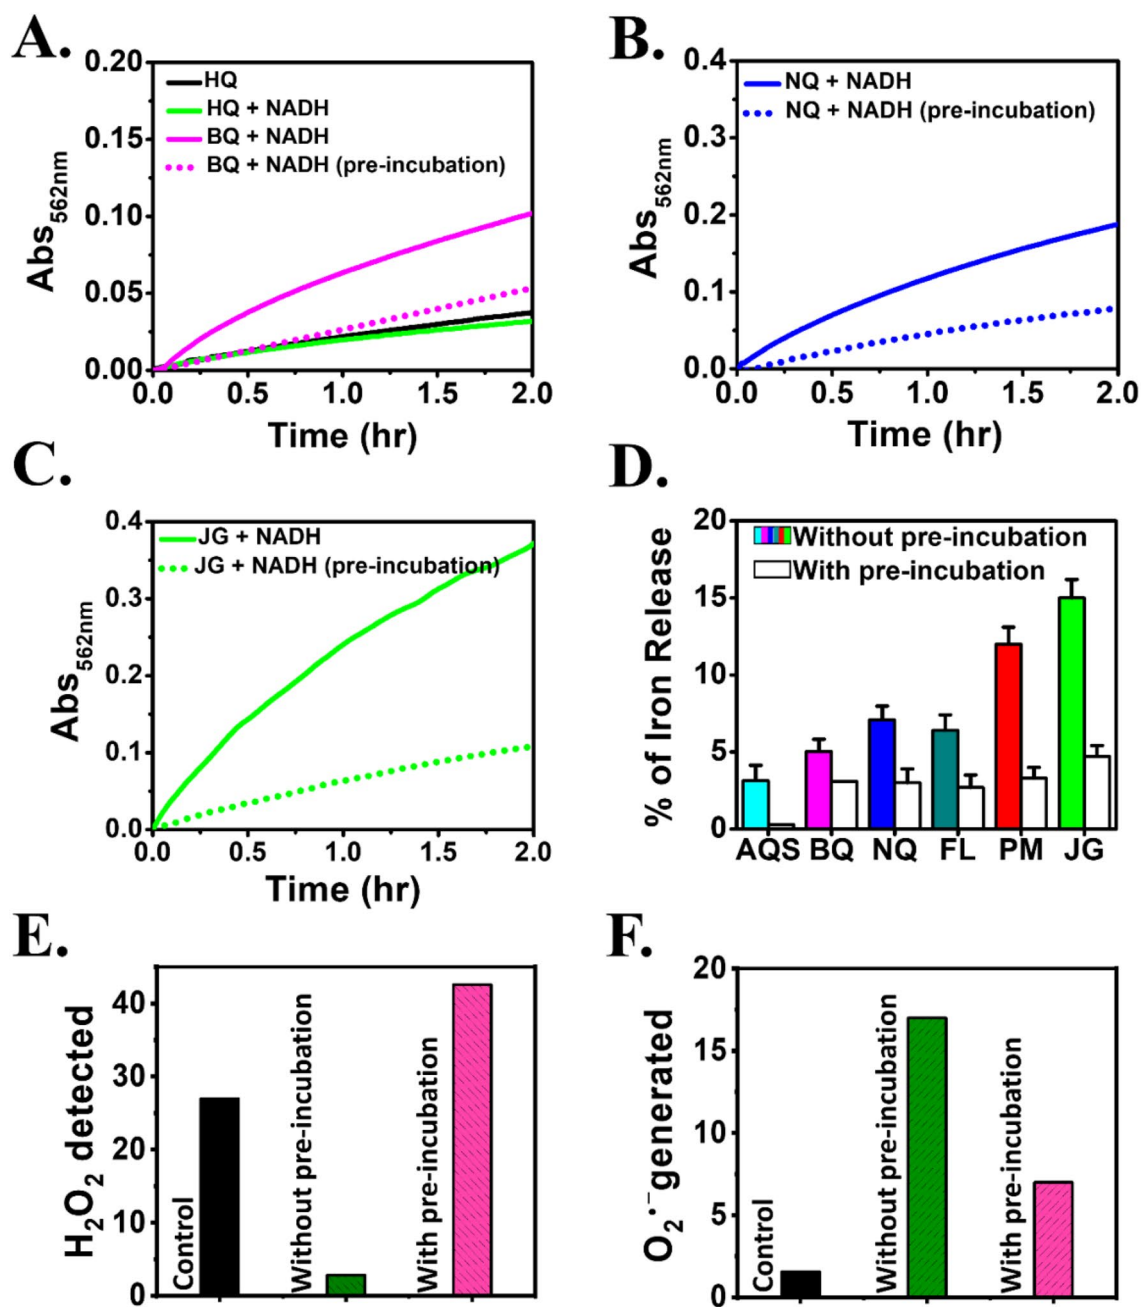 A.
0.20
0.15
0.10
0.05
0.00
Abs562nm
HQ
HQ + NADH
BQ + NADH
BQ + NADH (pre-incubation)
0.0 0.5 1.0 1.5 2.0
Time (hr)
B.
0.4
0.3
0.2
0.1
0.0
Abs562nm
NQ + NADH
NQ + NADH (pre-incubation)
0.0 0.5 1.0 1.5 2.0
Time (hr)
C.
0.4
0.3
0.2
0.1
0.0
Abs562nm
JG + NADH
JG + NADH (pre-incubation)
0.0 0.5 1.0 1.5 2.0
Time (hr)
D.
20
15
10
5
0
% of Iron Release
Without pre-incubation
With pre-incubation
AQS BQ NQ FL PM JG
E.
40
30
20
10
0
H2O2 detected
Control
Without pre-incubation
With pre-incubation
F.
20
15
10
5
0
O2·− generated
Control
Without pre-incubation
With pre-incubation